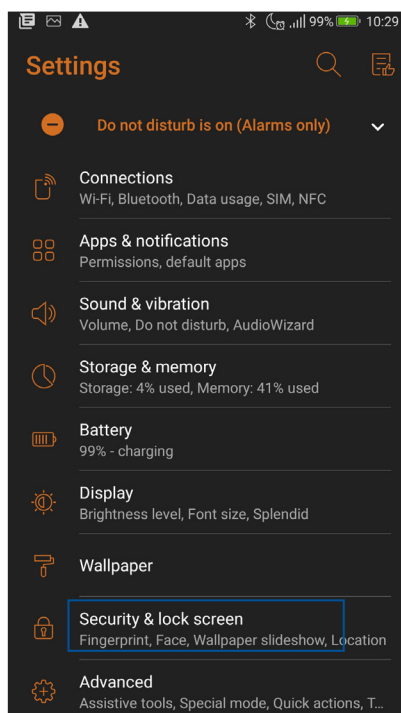 99% 10:29
Settings
Do not disturb is on (Alarms only)
Connections
Wi-Fi, Bluetooth, Data usage, SIM, NFC
Apps & notifications
Permissions, default apps
Sound & vibration
Volume, Do not disturb, AudioWizard
Storage & memory
Storage: 4% used, Memory: 41% used
Battery
99% - charging
Display
Brightness level, Font size, Splendid
Wallpaper
Security & lock screen
Fingerprint, Face, Wallpaper slideshow, Location
Advanced
Assistive tools, Special mode, Quick actions, T...